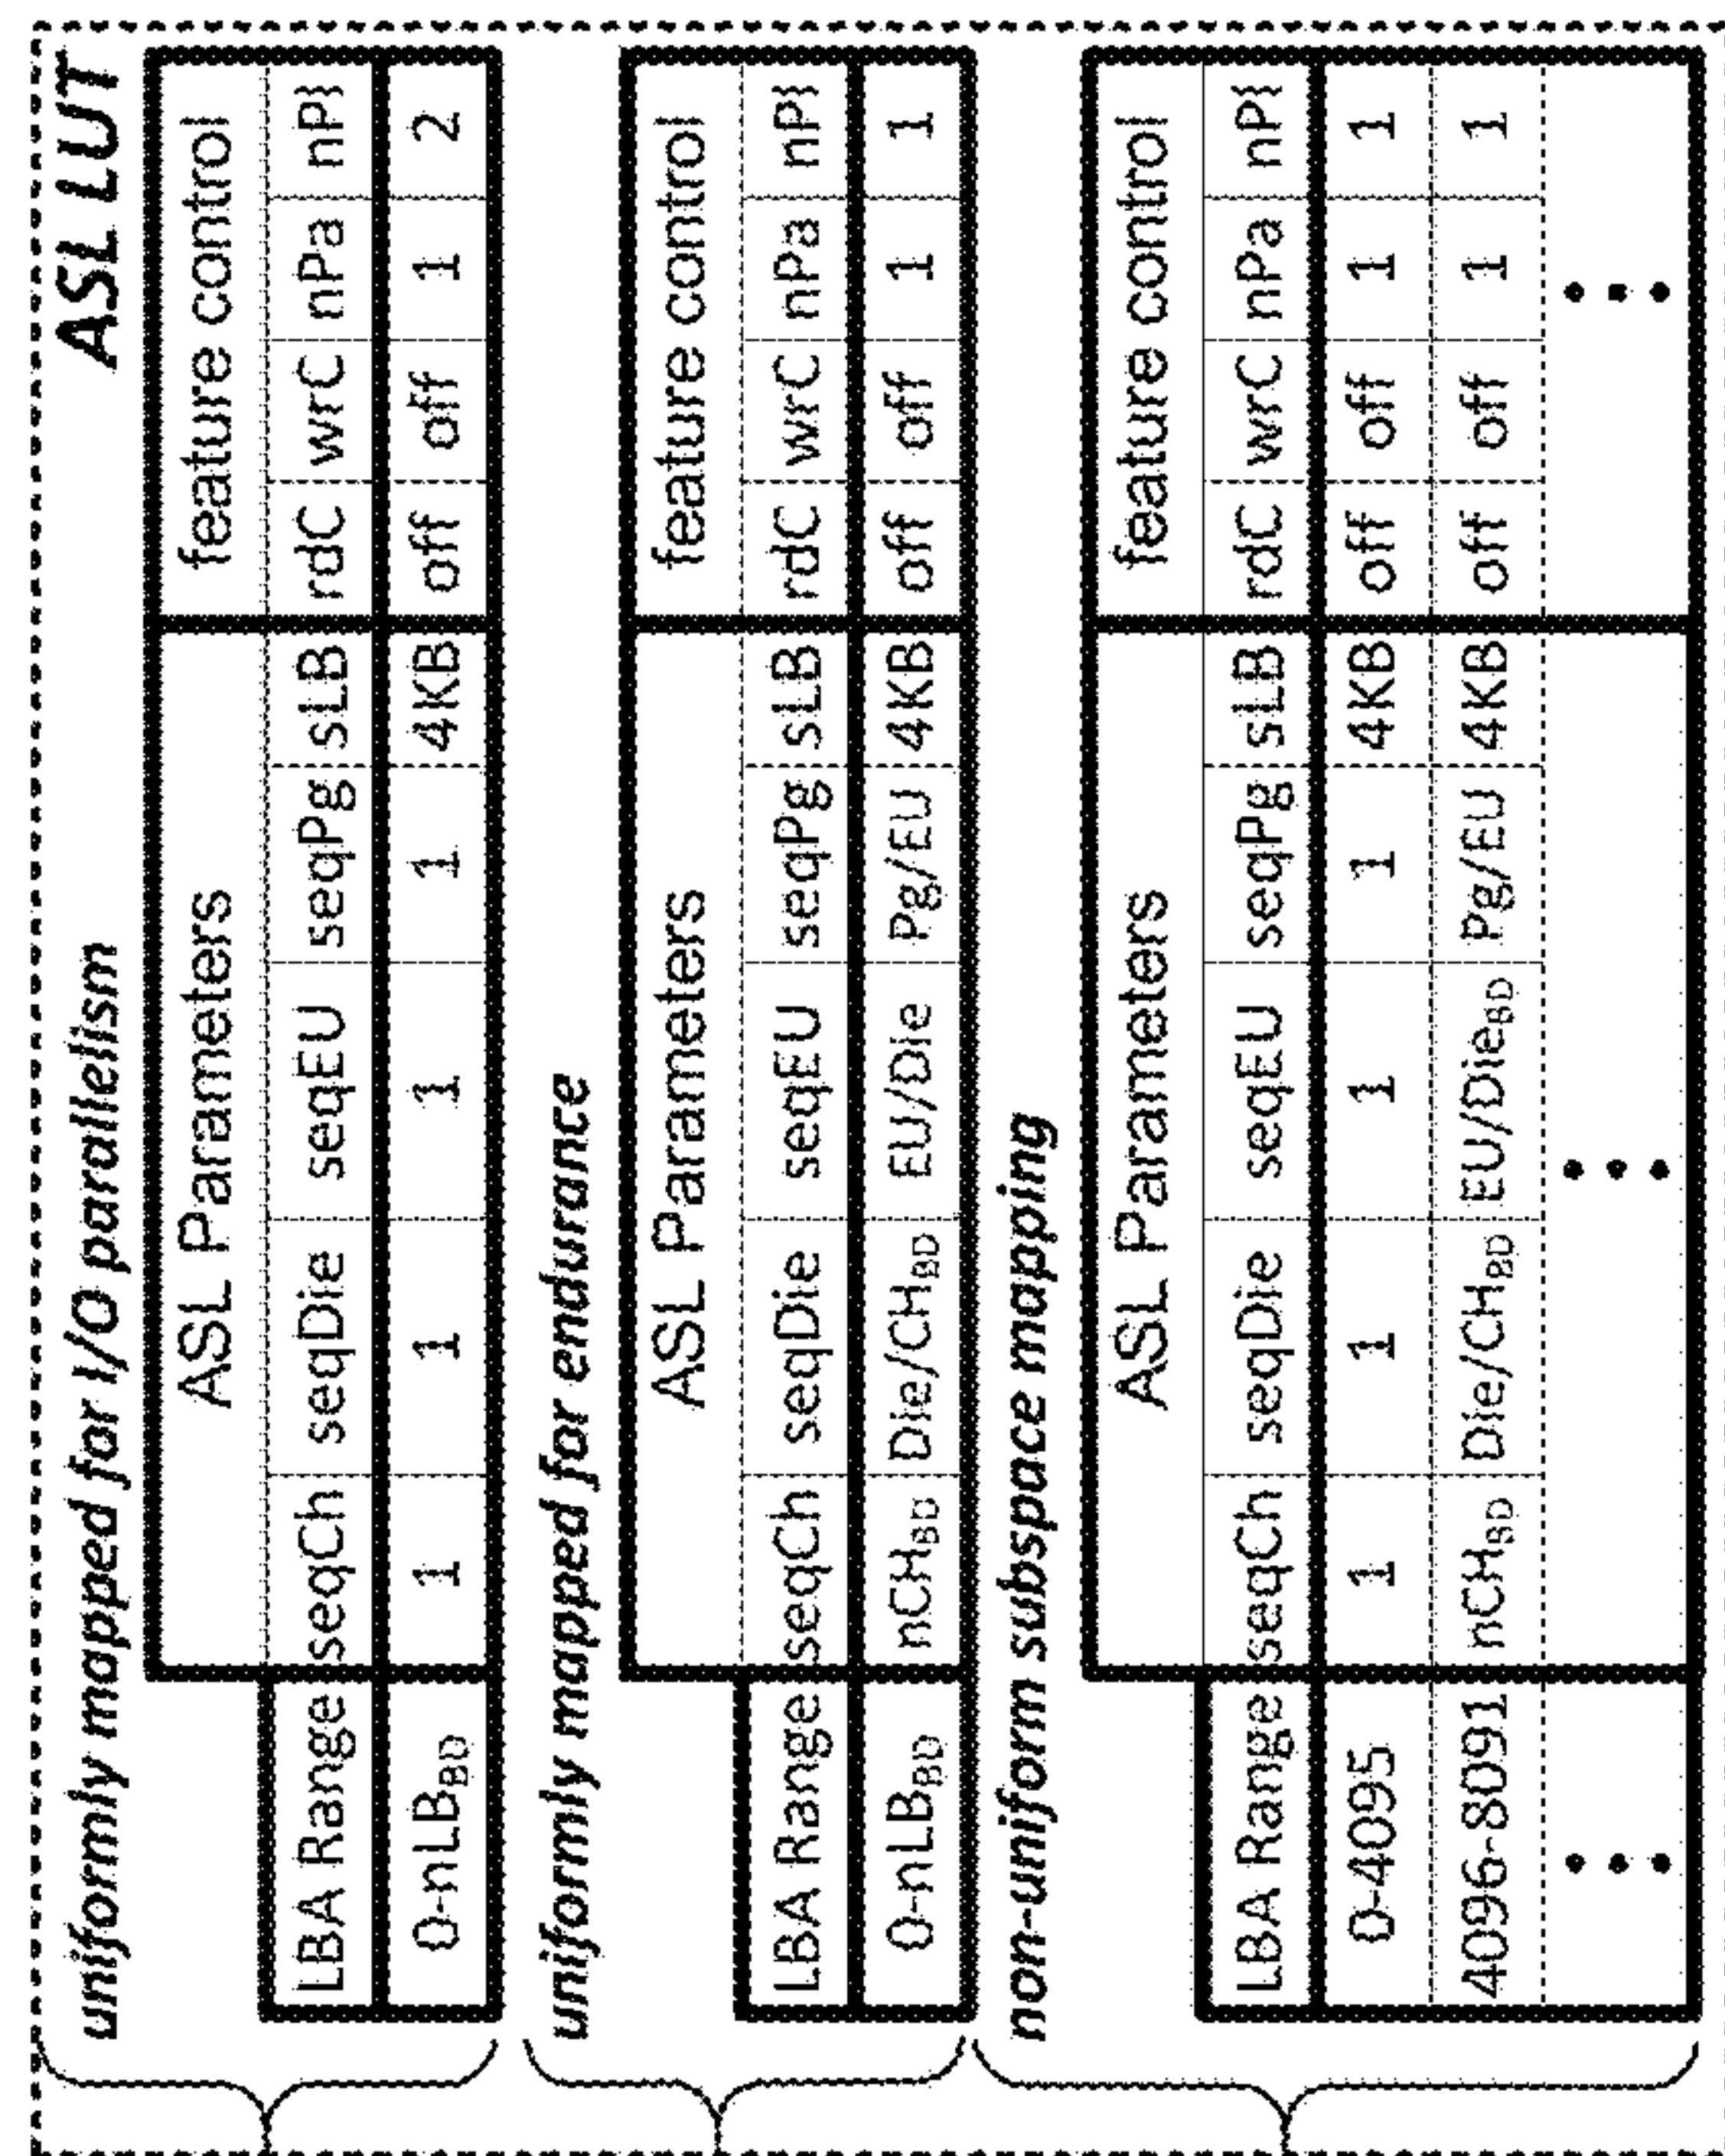 ASL LUT
uniformly mapped for I/O parallelism
ASL Parameters feature control
LBA Range seqCh seqDie seqEU seqPg sLB rdC wrC nPa nPl
0-nLBBD 1 1 1 1 4KB off off 1 2
uniformly mapped for endurance
ASL Parameters feature control
LBA Range seqCh seqDie seqEU seqPg sLB rdC wrC nPa nPl
0-nLBBD nCHBD Die/CHBD EU/Die Pg/EU 4KB off off 1 1
non-uniform subspace mapping
ASL Parameters feature control
LBA Range seqCh seqDie seqEU seqPg sLB rdC wrC nPa nPl
0-4095 1 1 1 1 4KB off off 1 1
4096-8091 nCHBD Die/CHBD EU/DieBD Pg/EU 4KB off off 1 1